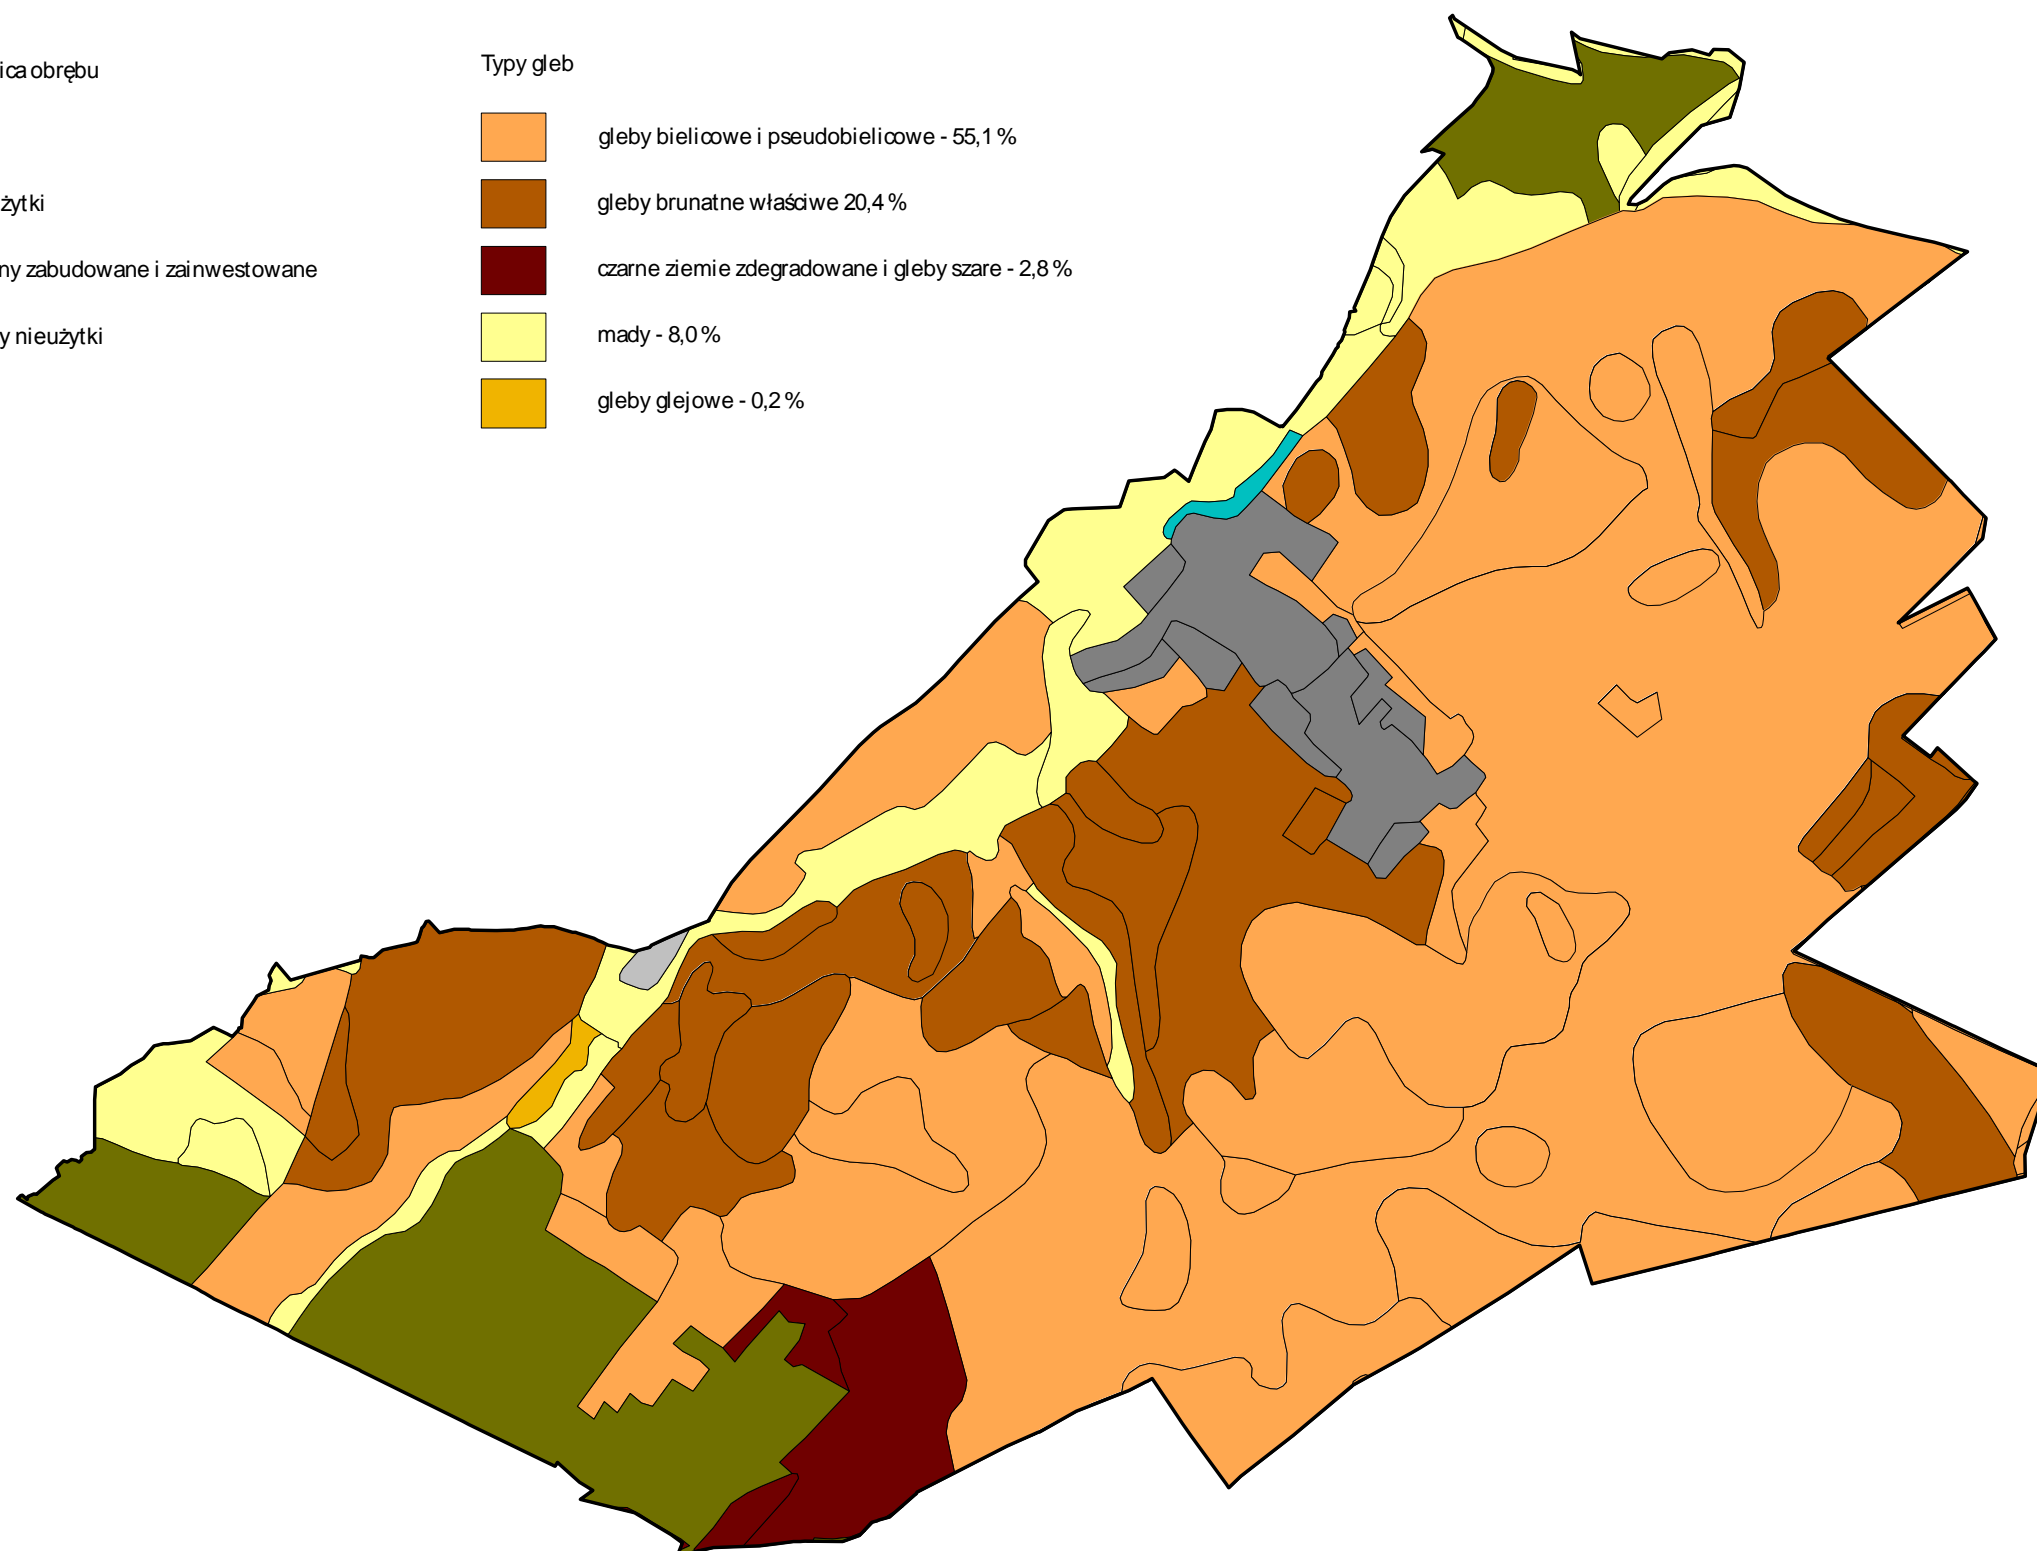 ica obrębu
żytki
ny zabudowane i zainwestowane
y nieużytki
Typy gleb
gleby bielicowe i pseudobielicowe - 55,1 %
gleby brunatne właściwe 20,4 %
czarne ziemie zdegradowane i gleby szare - 2,8 %
mady - 8,0 %
gleby glejowe - 0,2 %